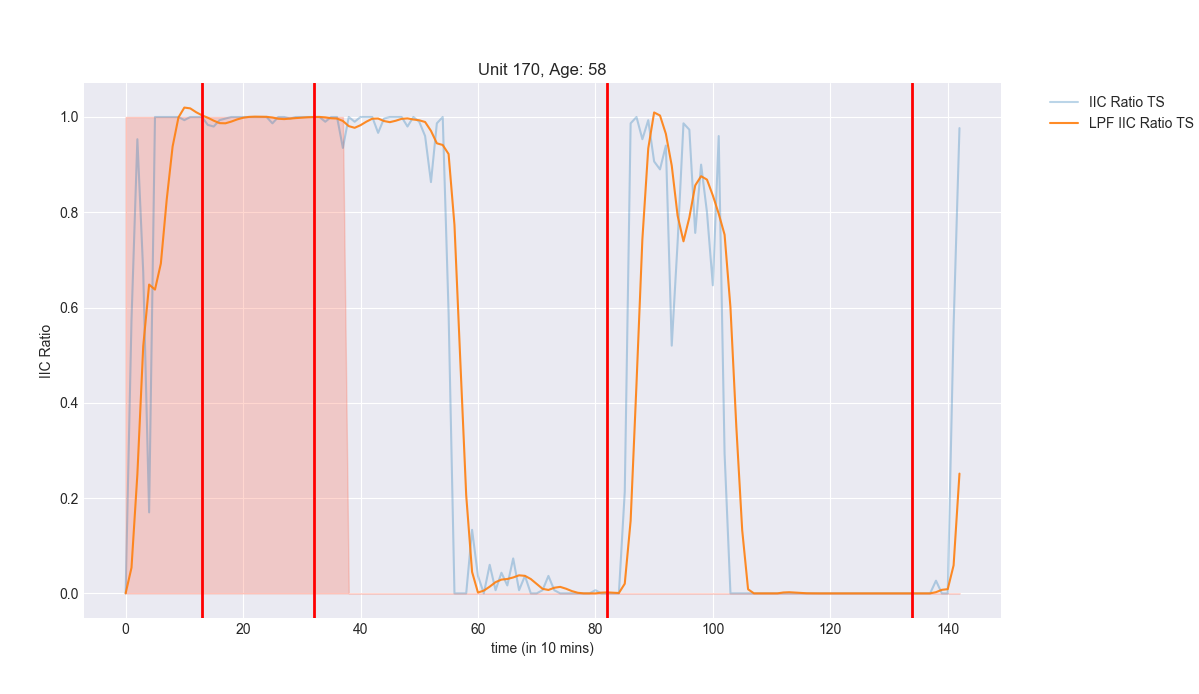 Unit 170, Age: 58
IIC Ratio TS
LPF IIC Ratio TS
IIC Ratio
1.0
0.8
0.6
0.4
0.2
0.0
0 20 40 60 80 100 120 140
time (in 10 mins)